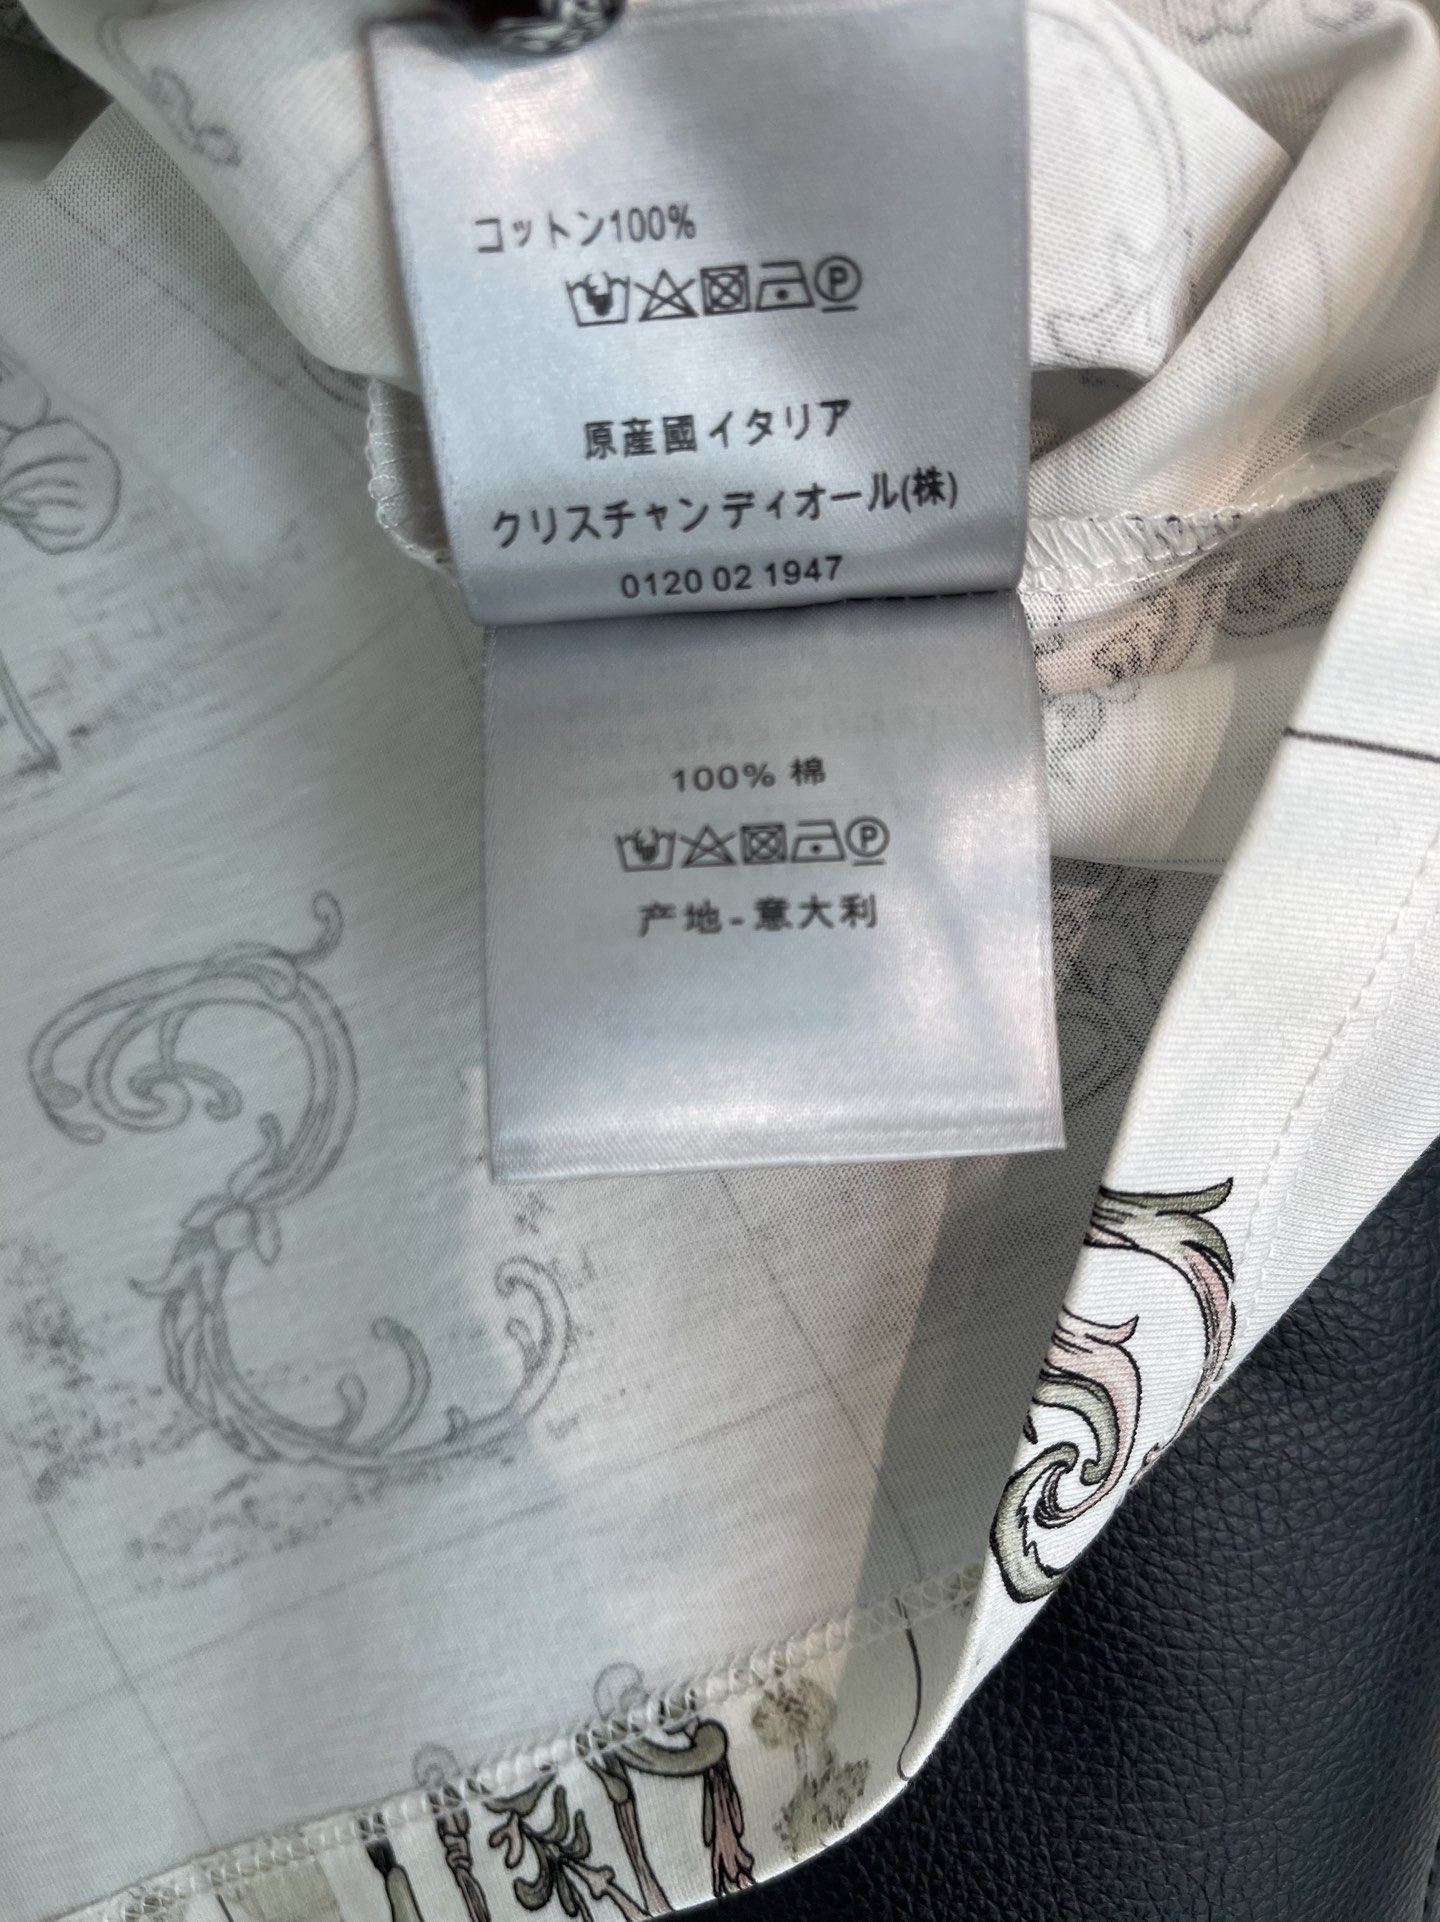 コットン100%
P
原産國イタリア
クリスチャン ディオール(株)
0120 02 1947
100% 棉
P
产地-意大利